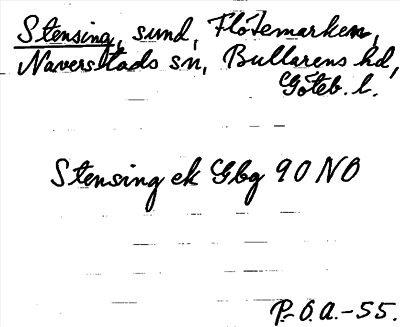 Stensing, sund, Flötemarken,
Naverstads sn, Bullarens hd,
Göteb. l.
Stensing ek Gbg 90 NO
P-O.A.-55.